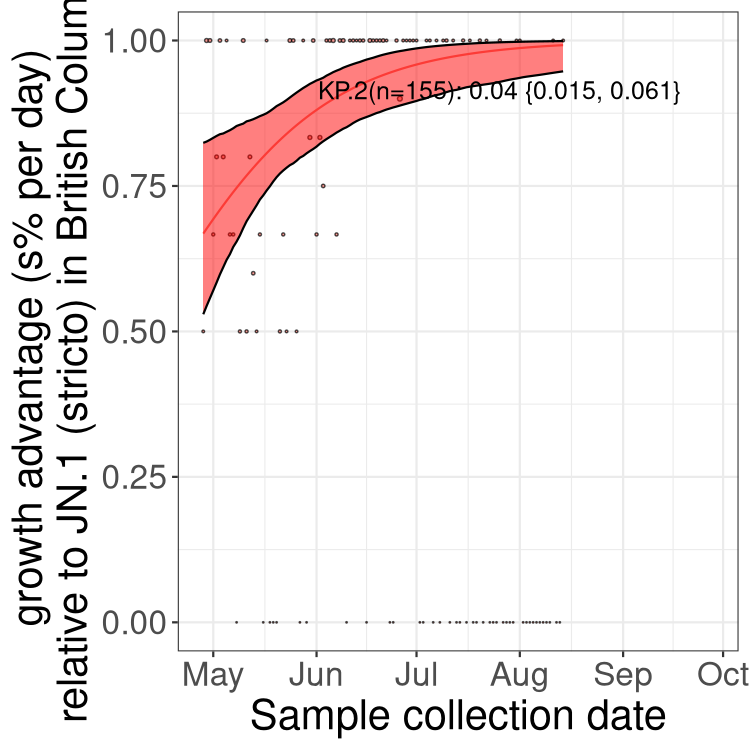 growth advantage (s% per day)
relative to JN.1 (stricto) in British Colum
1.00
0.75
0.50
0.25
0.00
KP.2(n=155): 0.04 {0.015, 0.061}
May Jun Jul Aug Sep Oct
Sample collection date